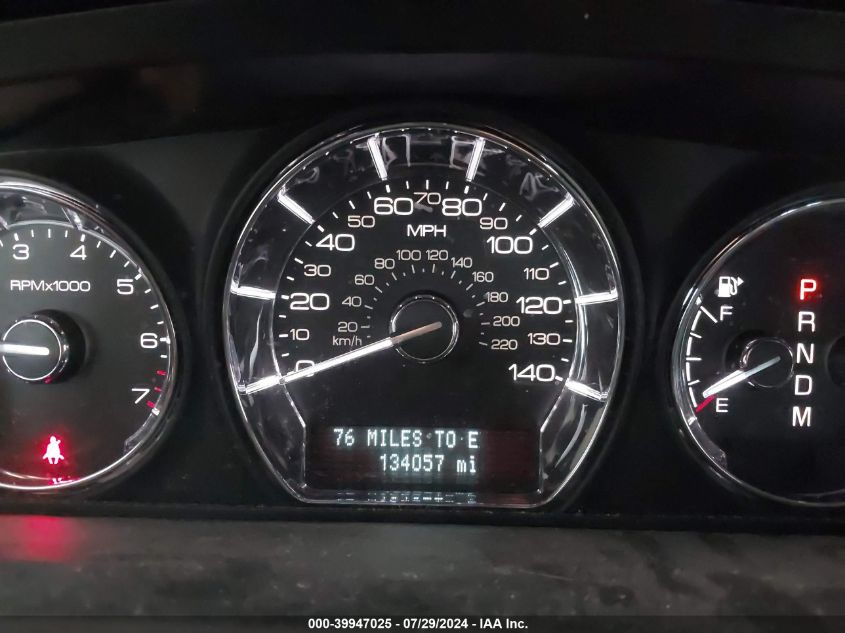 3 4 5 6 7
RPMx1000
0 10 20 30 40 50 60 70 80 90 100 110 120 130 140
MPH
20 40 60 80 100 120 140 160 180 200 220
km/h
76 MILES TO E
134057 mi
F
E
P
R
N
D
M
000-39947025 / 07/29/2024 - IAA Inc.